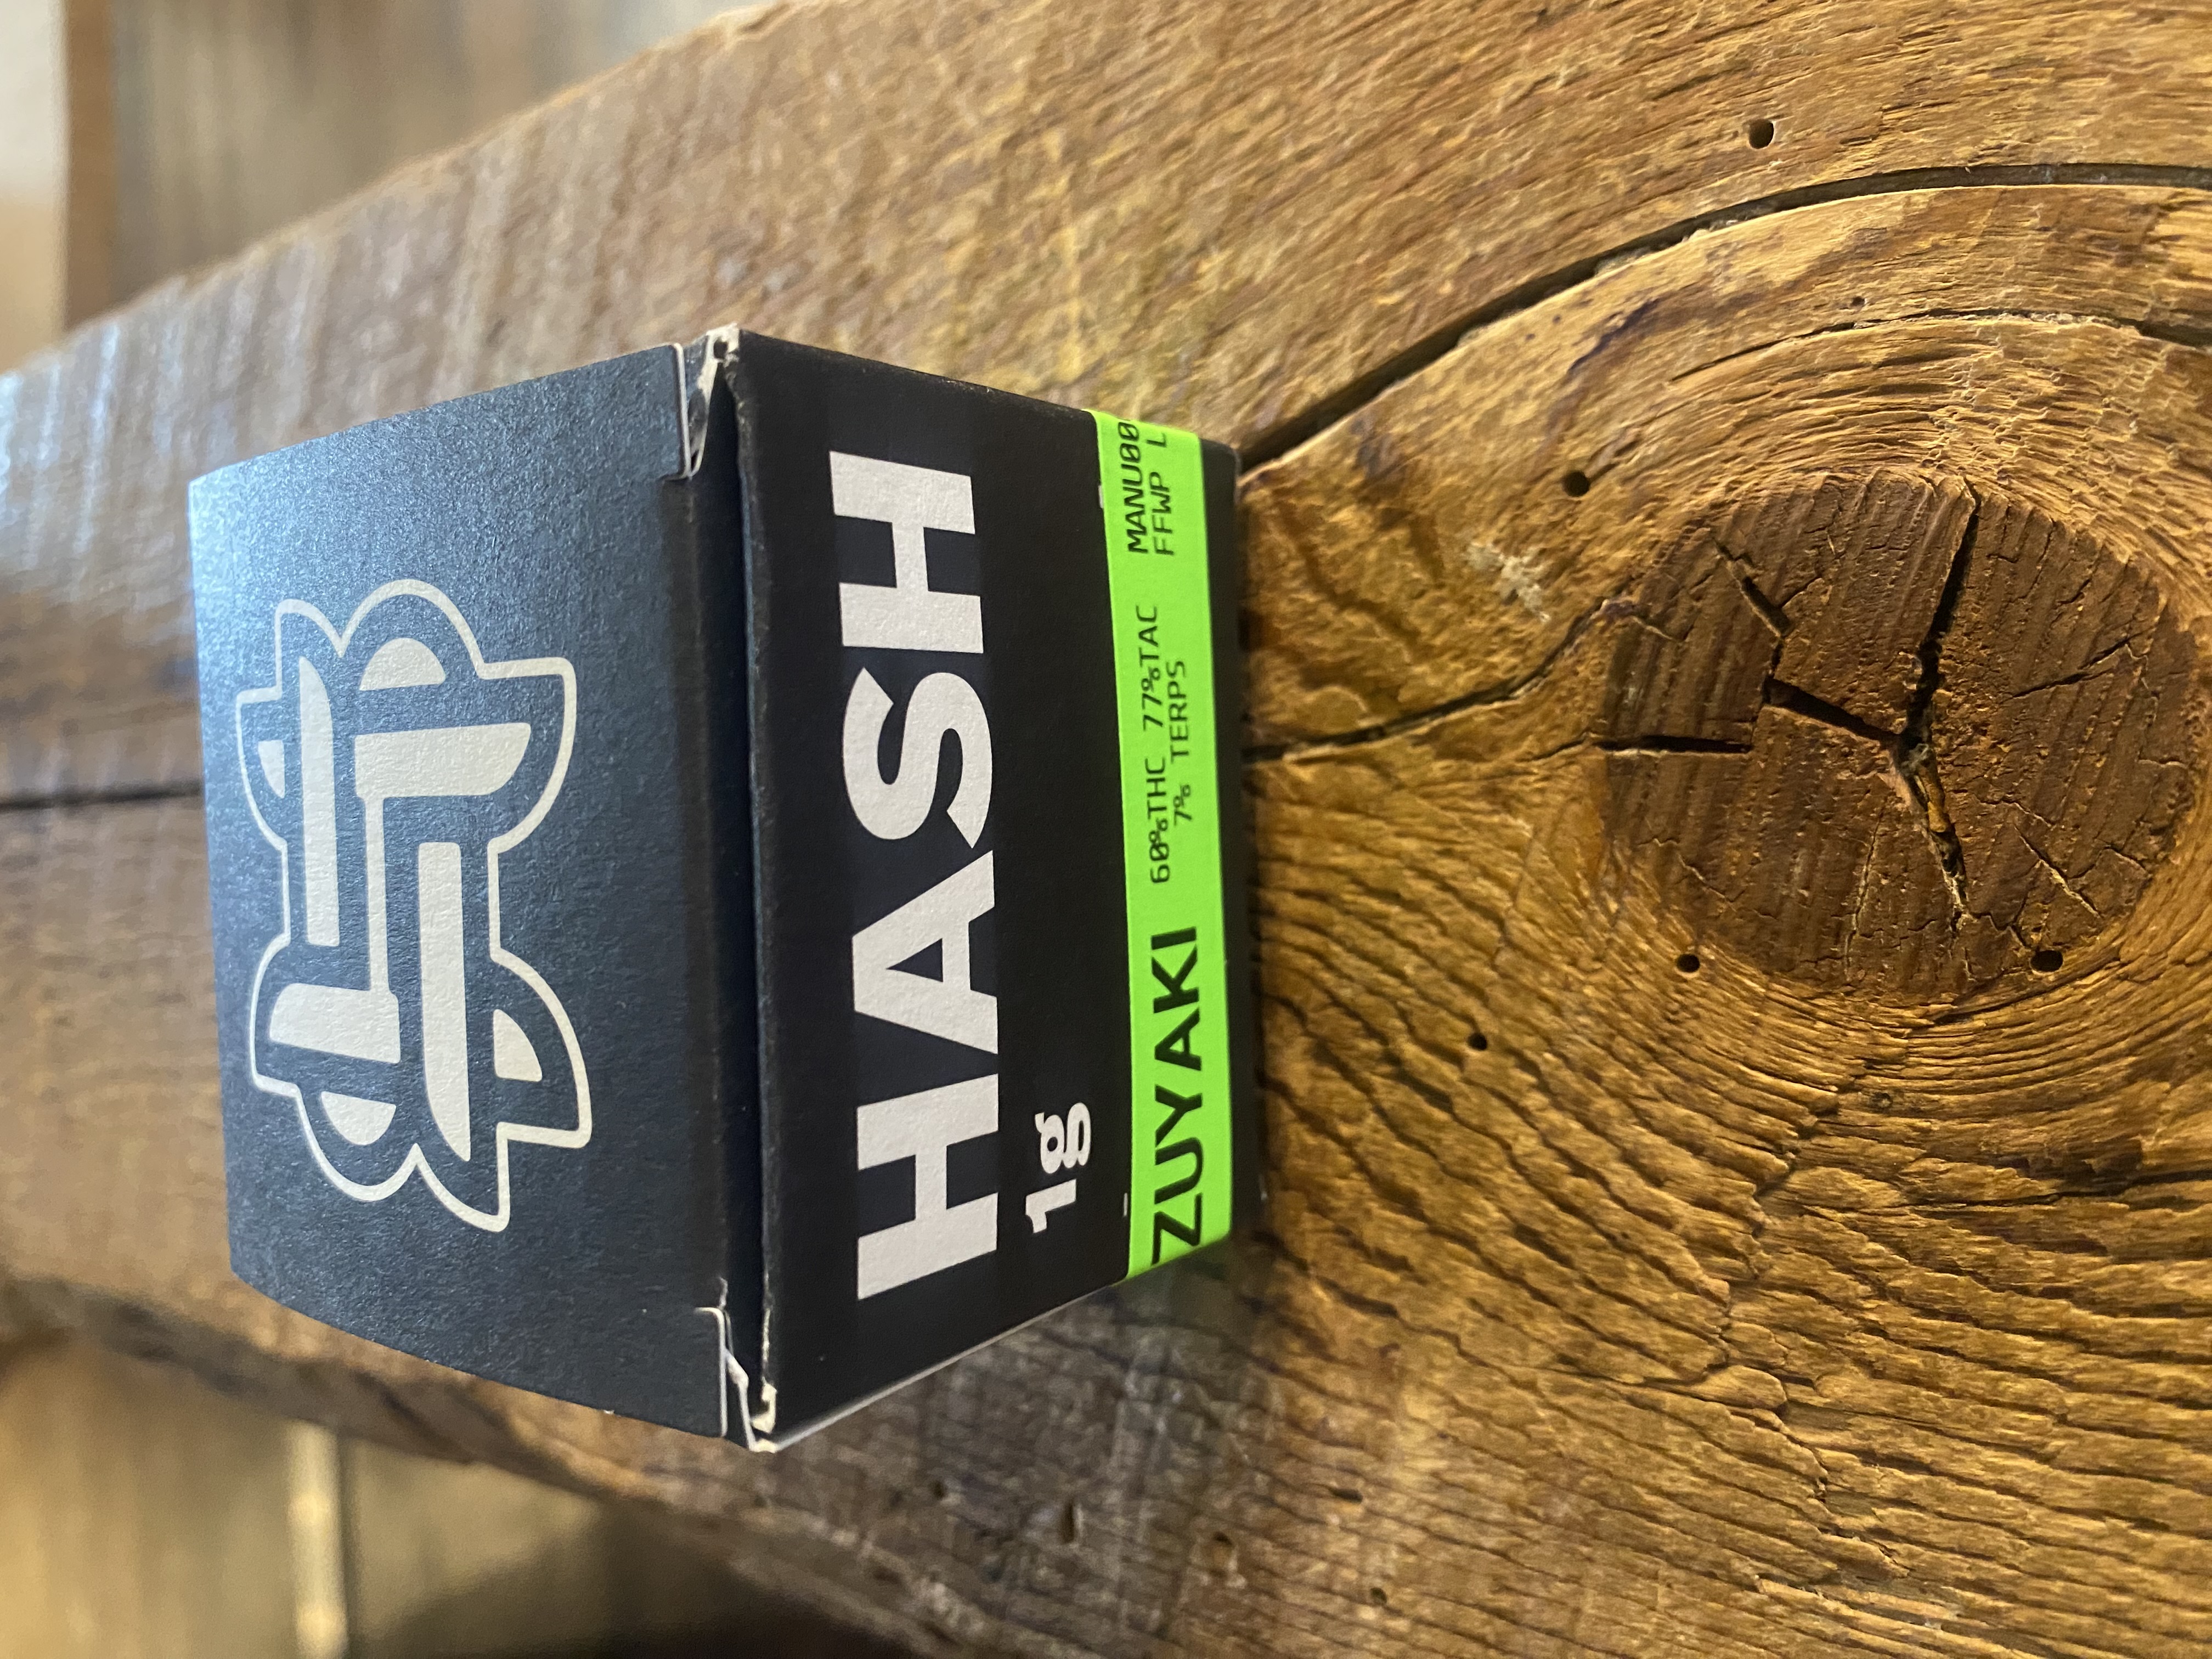 HASH
1g
ZUYAKI
60%THC 77%TAC
7% TERPS
MANU00
FFWP L